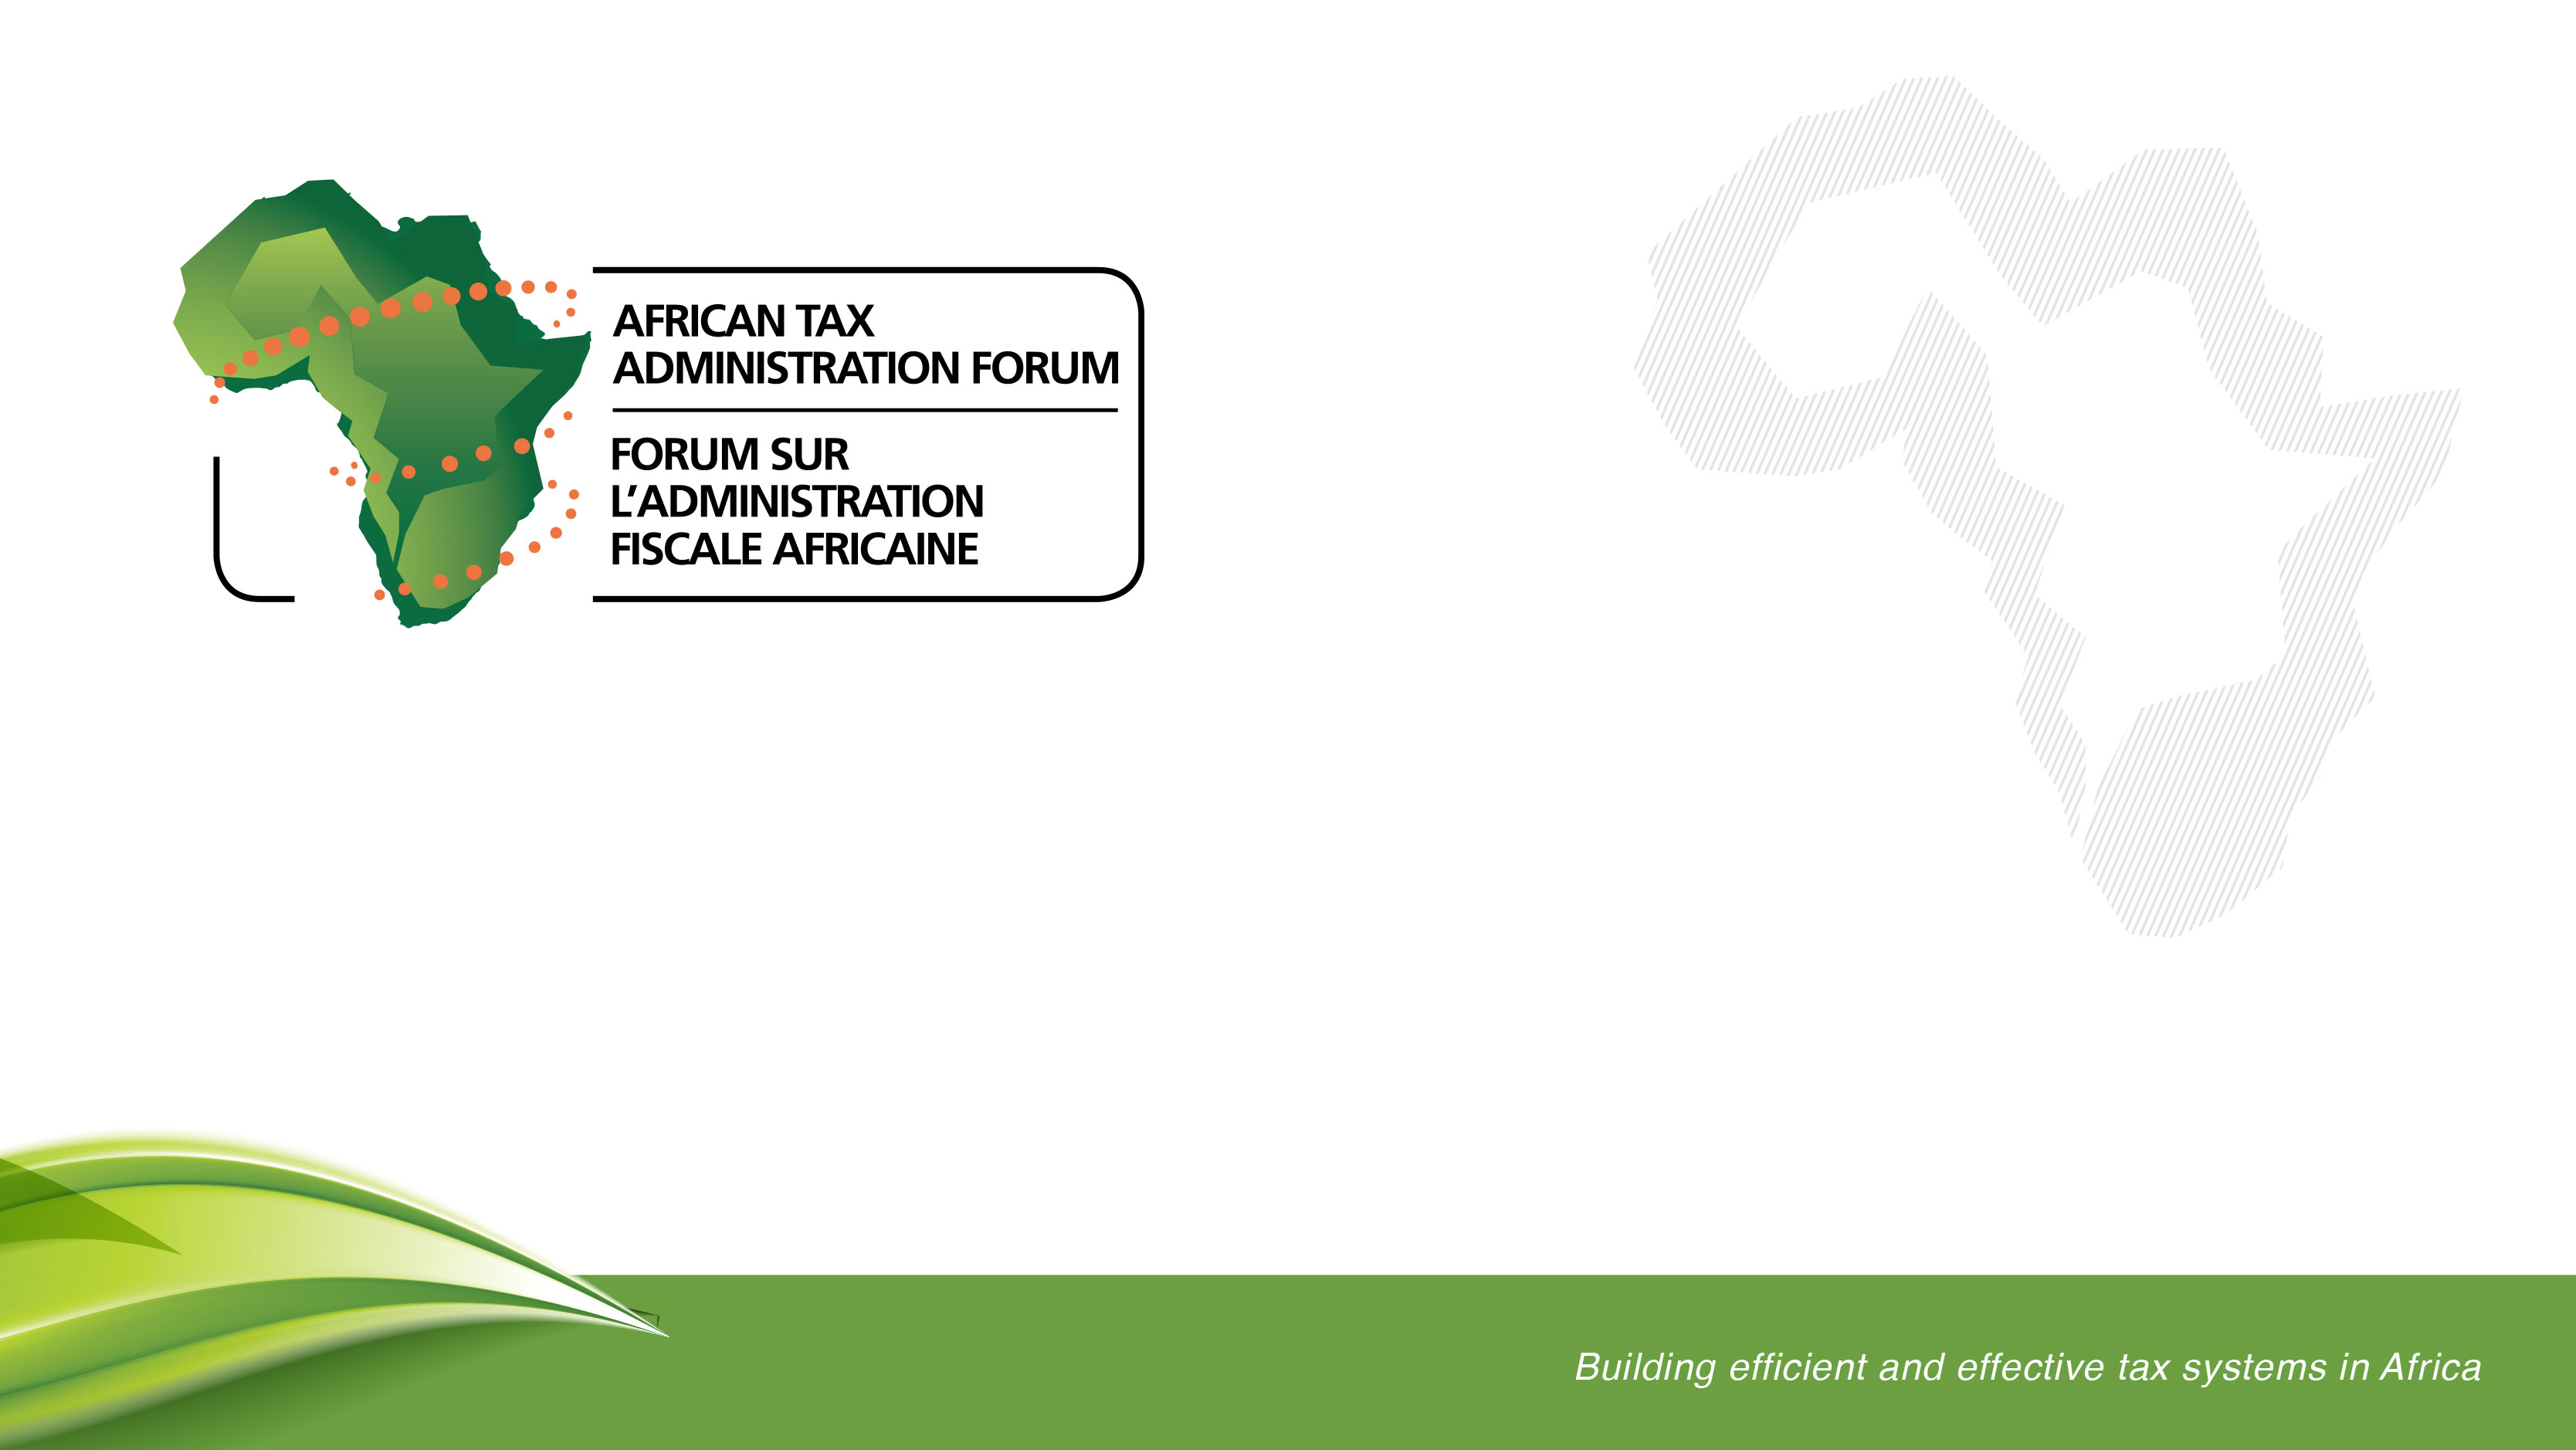 AFRICAN TAX
ADMINISTRATION FORUM
FORUM SUR
L’ADMINISTRATION
FISCALE AFRICAINE
Building efficient and effective tax systems in Africa